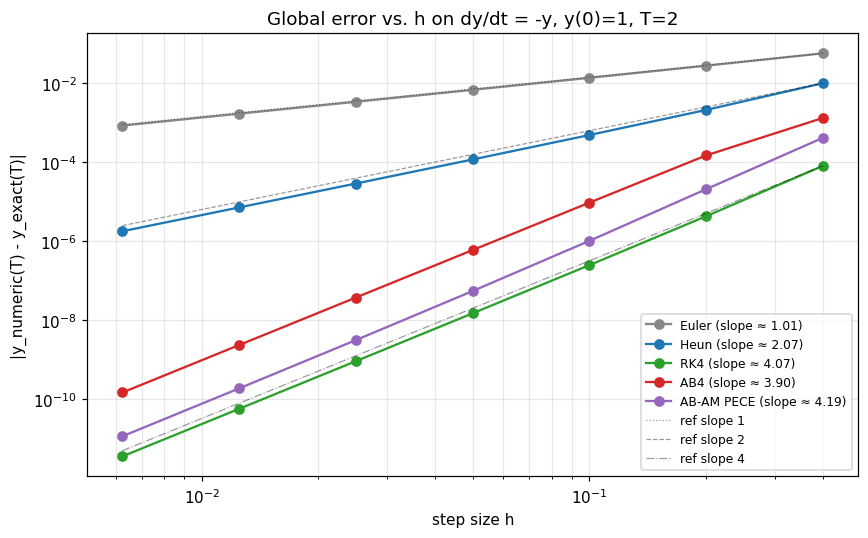 Global error vs. h on dy/dt = -y, y(0)=1, T=2
|y_numeric(T) - y_exact(T)|
10⁻²
10⁻⁴
10⁻⁶
10⁻⁸
10⁻¹⁰
Euler (slope ≈ 1.01)
Heun (slope ≈ 2.07)
RK4 (slope ≈ 4.07)
AB4 (slope ≈ 3.90)
AB-AM PECE (slope ≈ 4.19)
ref slope 1
ref slope 2
ref slope 4
10⁻²
10⁻¹
step size h